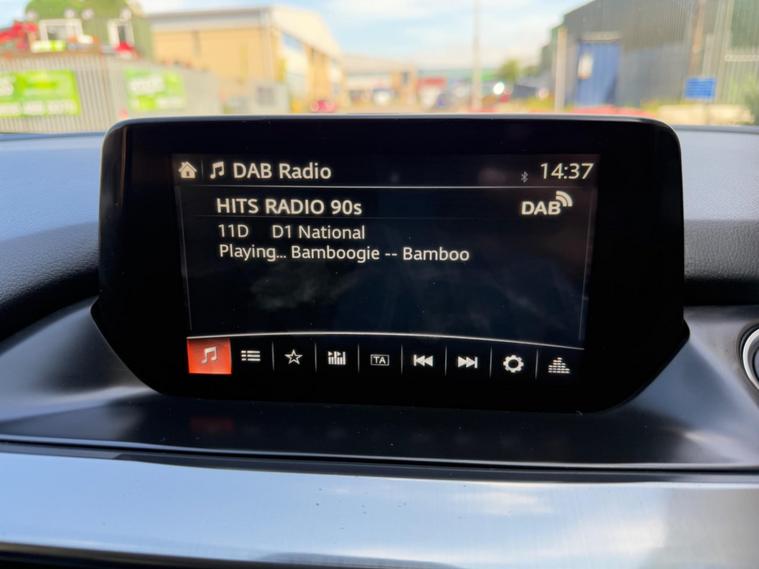 DAB Radio
14:37
HITS RADIO 90s
DAB
11D D1 National
Playing... Bamboogie -- Bamboo
TA